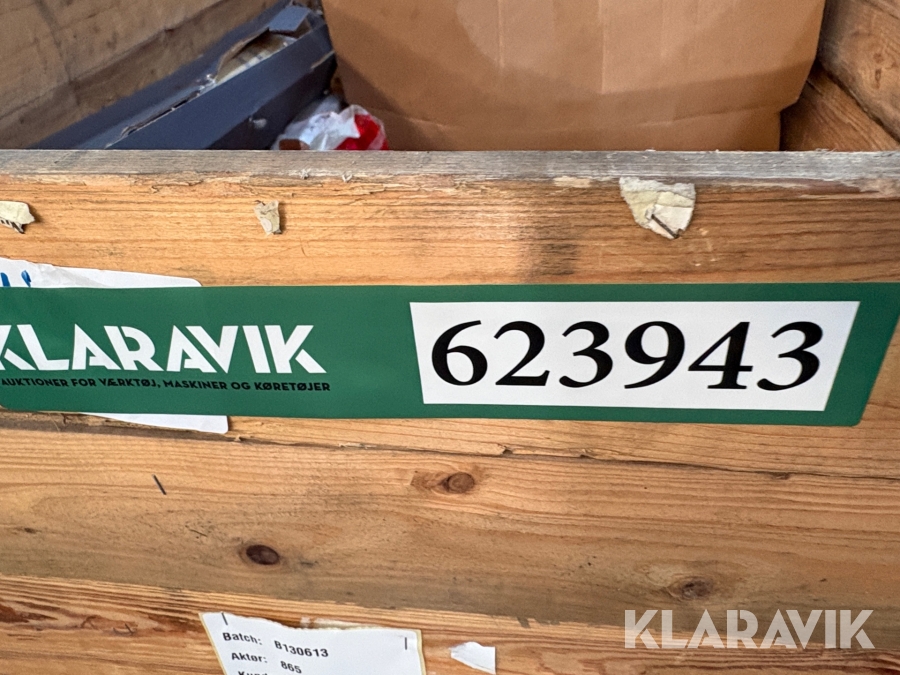 KLARAVIK
AUKTIONER FOR VÆRKTØJ, MASKINER OG KØRETØJER
623943
Batch: B130613
Aktør: 865
KLARAVIK